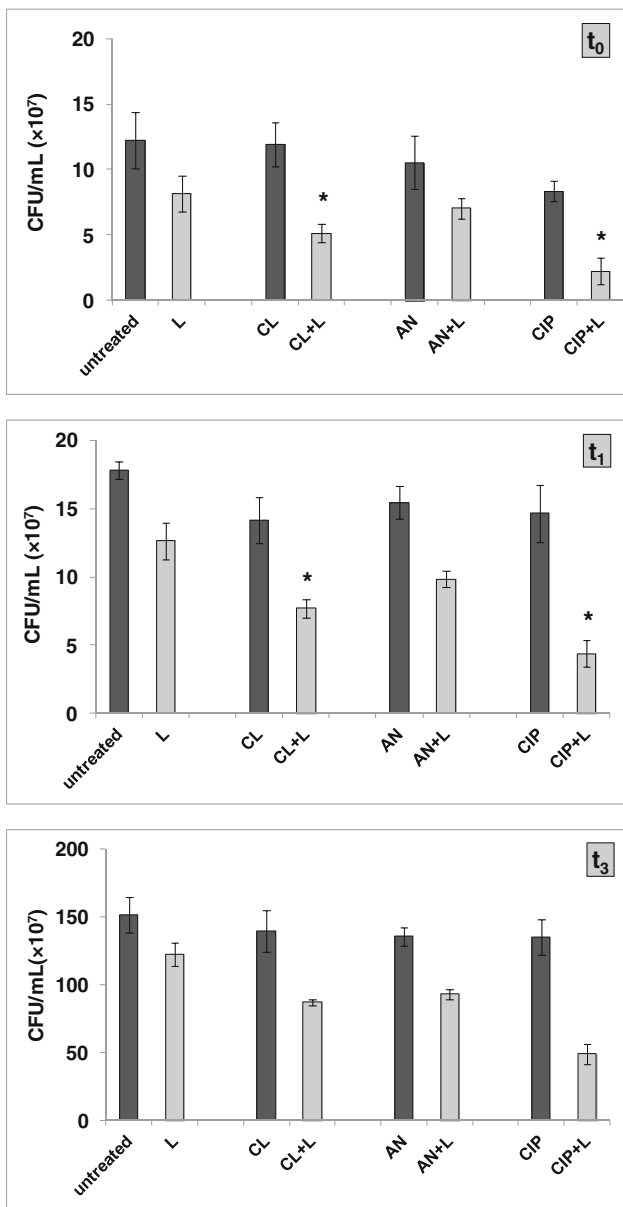 t₀
20
15
10
5
0
CFU/mL (×10⁷)
*
*
untreated
L
CL
CL+L
AN
AN+L
CIP
CIP+L
t₁
20
15
10
5
0
CFU/mL (×10⁷)
*
*
untreated
L
CL
CL+L
AN
AN+L
CIP
CIP+L
t₃
200
150
100
50
0
CFU/mL(×10⁷)
untreated
L
CL
CL+L
AN
AN+L
CIP
CIP+L